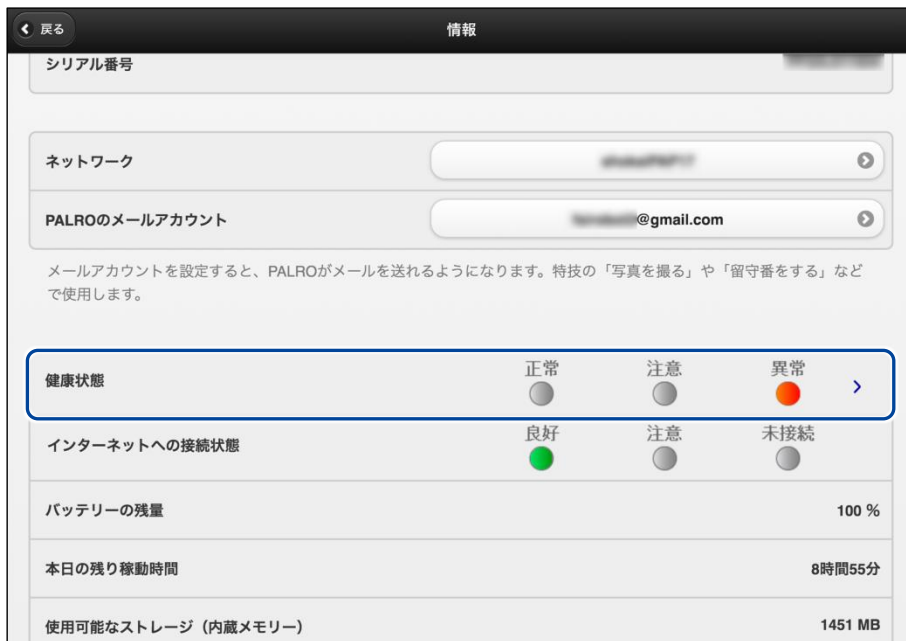 戻る
情報
シリアル番号
ネットワーク
PALROのメールアカウント @gmail.com
メールアカウントを設定すると、PALROがメールを送れるようになります。特技の「写真を撮る」や「留守番をする」など
で使用します。
正常 注意 異常
健康状態
良好 注意 未接続
インターネットへの接続状態
バッテリーの残量 100 %
本日の残り稼動時間 8時間55分
使用可能なストレージ（内蔵メモリー） 1451 MB